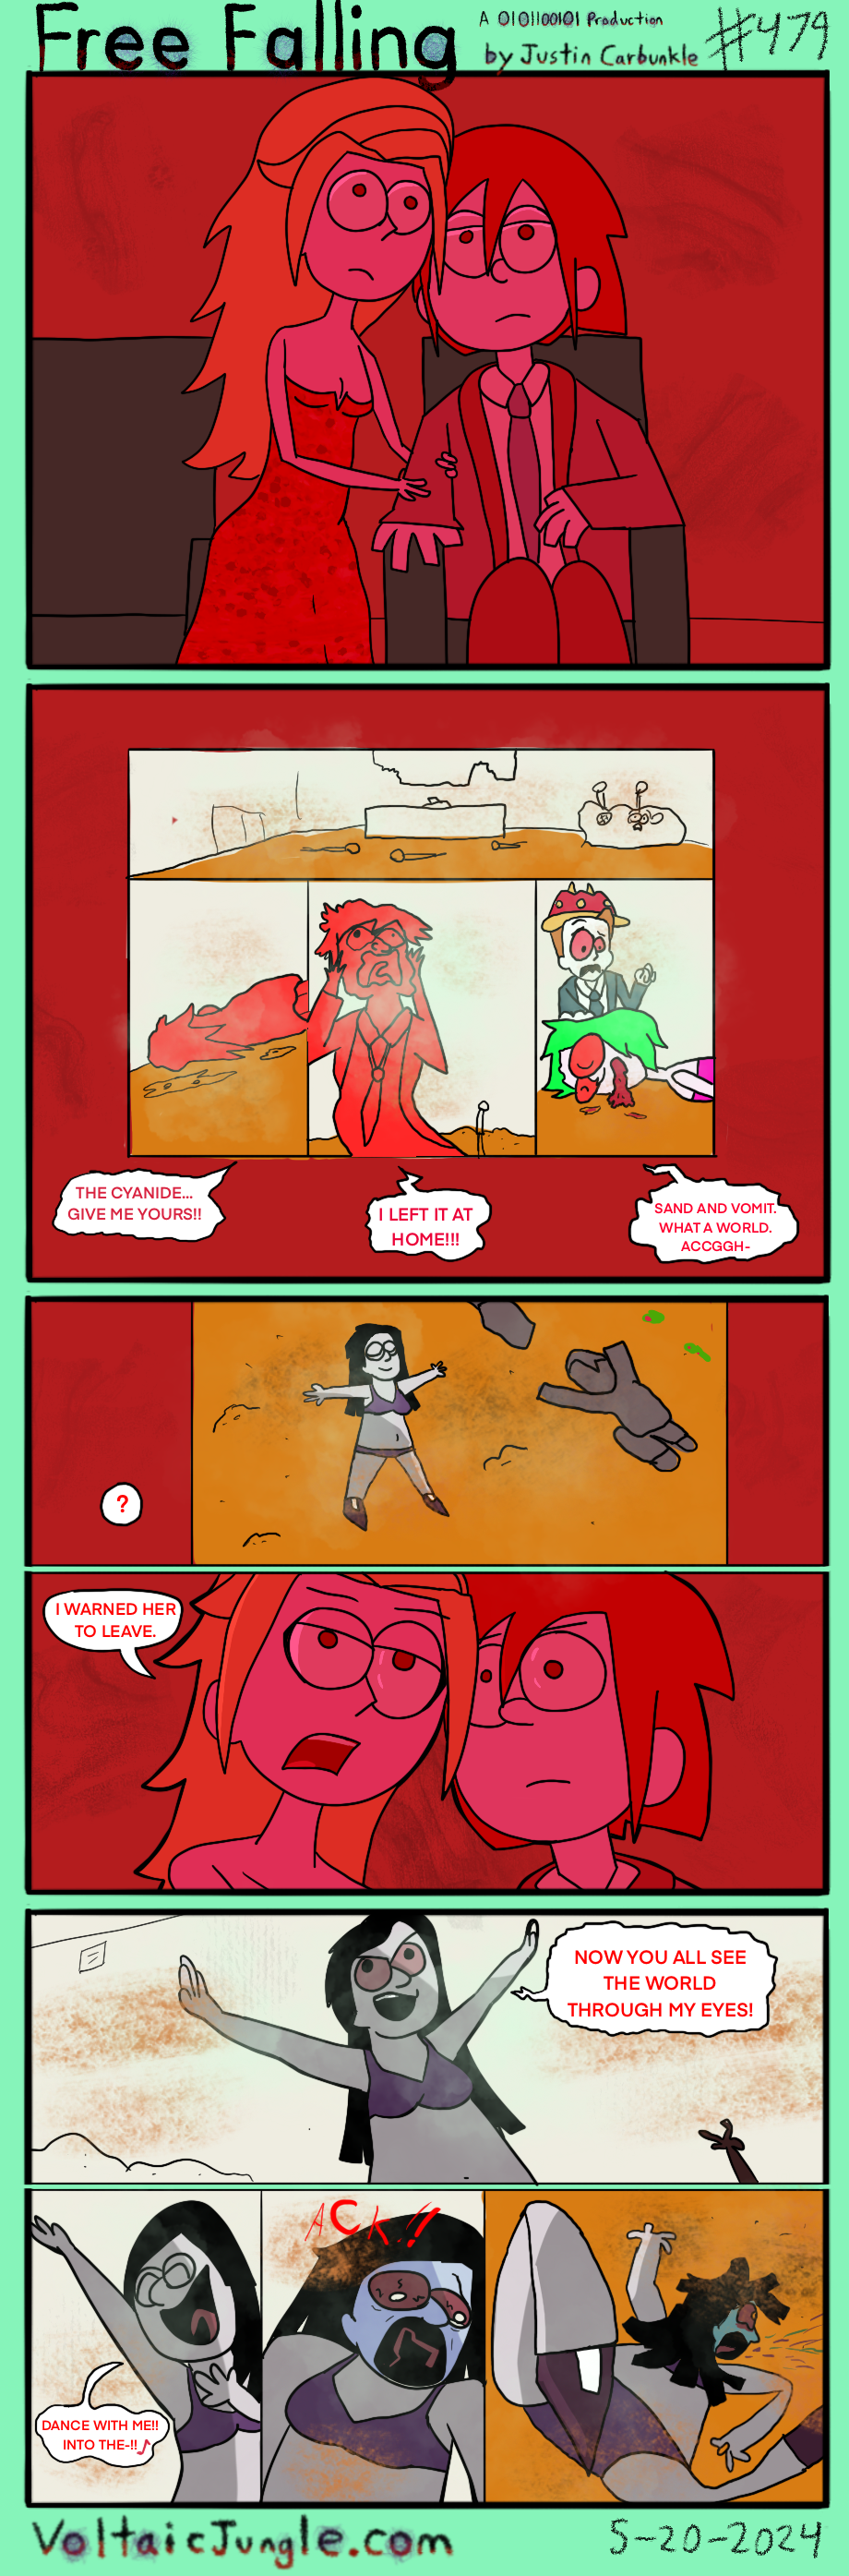 Free Falling
A 0101100101 Production
by Justin Carbunkle
#479
THE CYANIDE...
GIVE ME YOURS!!
I LEFT IT AT
HOME!!!
SAND AND VOMIT.
WHAT A WORLD.
ACCGGH-
?
I WARNED HER
TO LEAVE.
NOW YOU ALL SEE
THE WORLD
THROUGH MY EYES!
DANCE WITH ME!!
INTO THE-!!♪
ACK!!
VoltaicJungle.com
5-20-2024